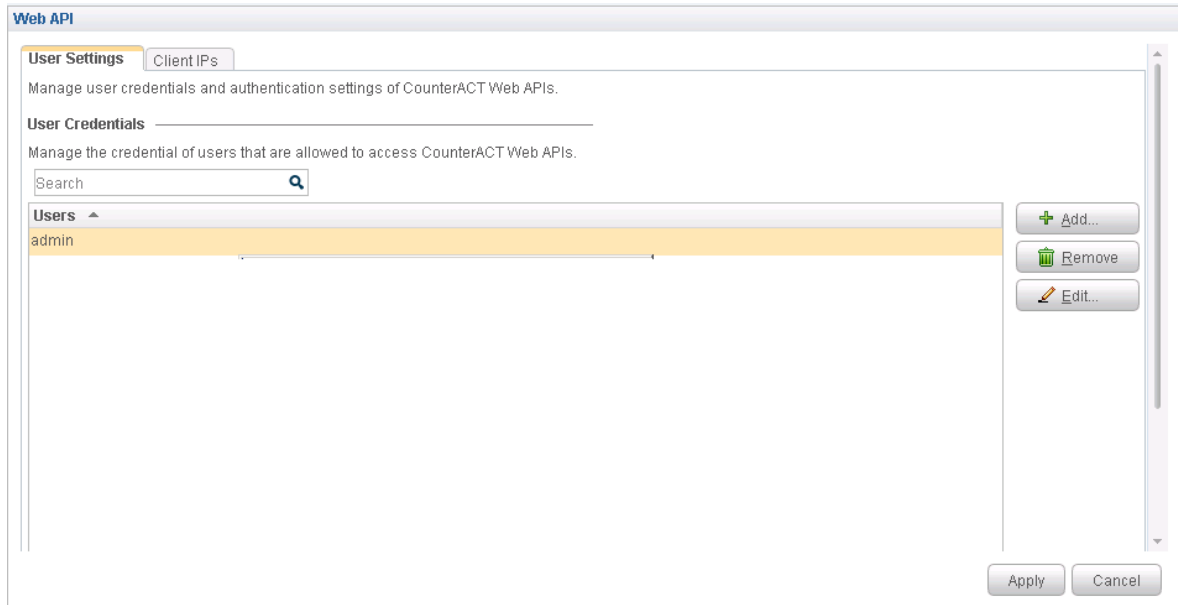 Web API
User Settings
Client IPs
Manage user credentials and authentication settings of CounterACT Web APIs.
User Credentials
Manage the credential of users that are allowed to access CounterACT Web APIs.
Search
Users
admin
Add...
Remove
Edit...
Apply
Cancel